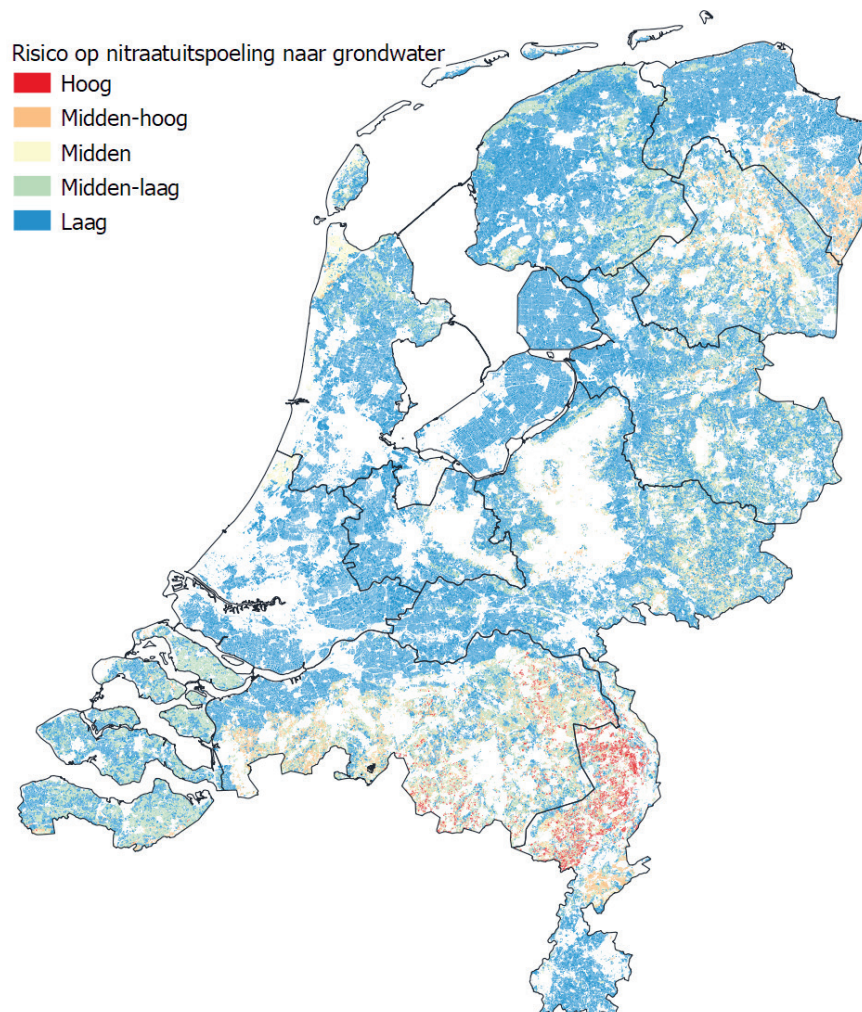 Risico op nitraatuitspoeling naar grondwater
Hoog
Midden-hoog
Midden
Midden-laag
Laag